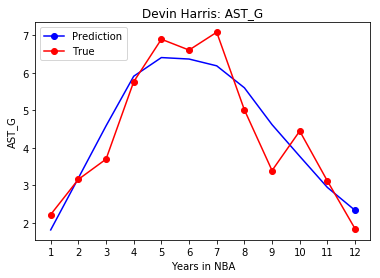 Devin Harris: AST_G
Prediction
True
7
6
5
4
3
2
AST_G
1 2 3 4 5 6 7 8 9 10 11 12
Years in NBA